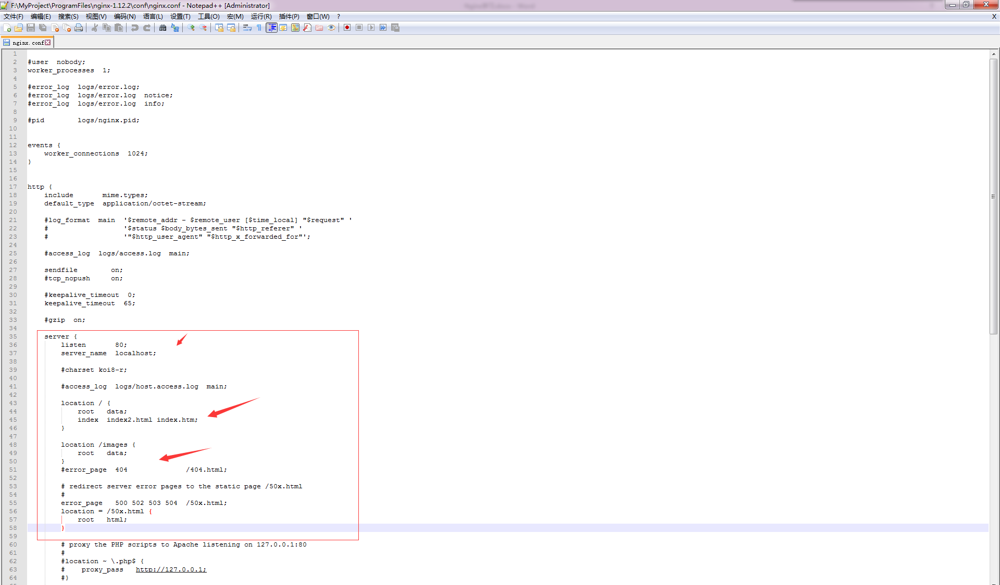 F:\MyProject\ProgramFiles\nginx-1.12.2\conf\nginx.conf - Notepad++ [Administrator]
文件(F) 编辑(E) 搜索(S) 视图(V) 编码(N) 语言(L) 设置(T) 工具(O) 宏(M) 运行(R) 插件(P) 窗口(W) ? X
nginx.conf
1
2 #user  nobody;
3 worker_processes  1;
4
5 #error_log  logs/error.log;
6 #error_log  logs/error.log  notice;
7 #error_log  logs/error.log  info;
8
9 #pid        logs/nginx.pid;
10
11
12 events {
13     worker_connections  1024;
14 }
15
16
17 http {
18     include       mime.types;
19     default_type  application/octet-stream;
20
21     #log_format  main  '$remote_addr - $remote_user [$time_local] "$request" '
22     #                  '$status $body_bytes_sent "$http_referer" '
23     #                  '"$http_user_agent" "$http_x_forwarded_for"';
24
25     #access_log  logs/access.log  main;
26
27     sendfile        on;
28     #tcp_nopush     on;
29
30     #keepalive_timeout  0;
31     keepalive_timeout  65;
32
33     #gzip  on;
34
35     server {
36         listen       80;
37         server_name  localhost;
38
39         #charset koi8-r;
40
41         #access_log  logs/host.access.log  main;
42
43         location / {
44             root   data;
45             index  index2.html index.htm;
46         }
47
48         location /images {
49             root   data;
50         }
51         #error_page  404              /404.html;
52
53         # redirect server error pages to the static page /50x.html
54         #
55         error_page   500 502 503 504  /50x.html;
56         location = /50x.html {
57             root   html;
58         }
59
60         # proxy the PHP scripts to Apache listening on 127.0.0.1:80
61         #
62         #location ~ \.php$ {
63         #    proxy_pass   http://127.0.0.1;
64         #}